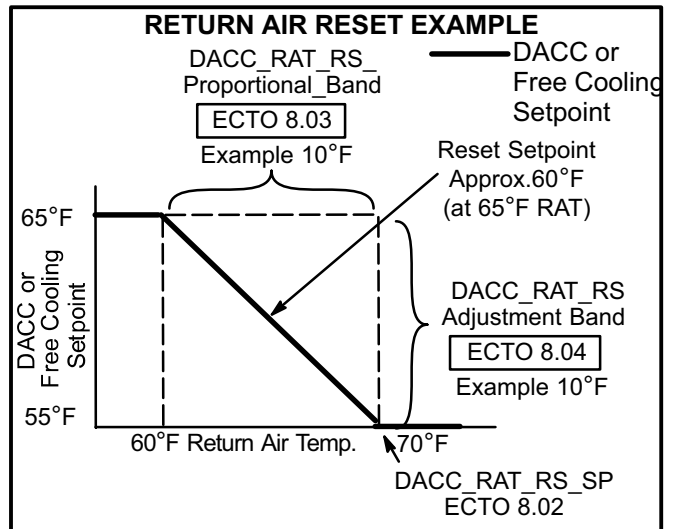 RETURN AIR RESET EXAMPLE
DACC_RAT_RS_
Proportional_Band
ECTO 8.03
Example 10°F
DACC or
Free Cooling
Setpoint
Reset Setpoint
Approx.60°F
(at 65°F RAT)
65°F
DACC or
Free Cooling
Setpoint
55°F
DACC_RAT_RS
Adjustment Band
ECTO 8.04
Example 10°F
60°F Return Air Temp.
70°F
DACC_RAT_RS_SP
ECTO 8.02